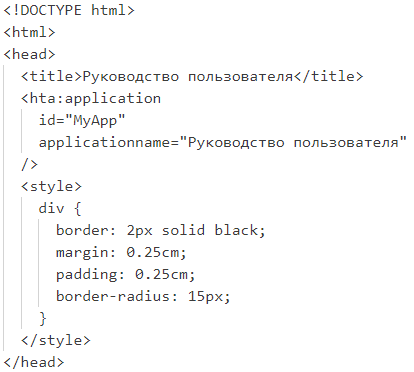 <!DOCTYPE html>
<html>
<head>
<title>Руководство пользователя</title>
<hta:application
id="MyApp"
applicationname="Руководство пользователя"
/>
<style>
div {
border: 2px solid black;
margin: 0.25cm;
padding: 0.25cm;
border-radius: 15px;
}
</style>
</head>